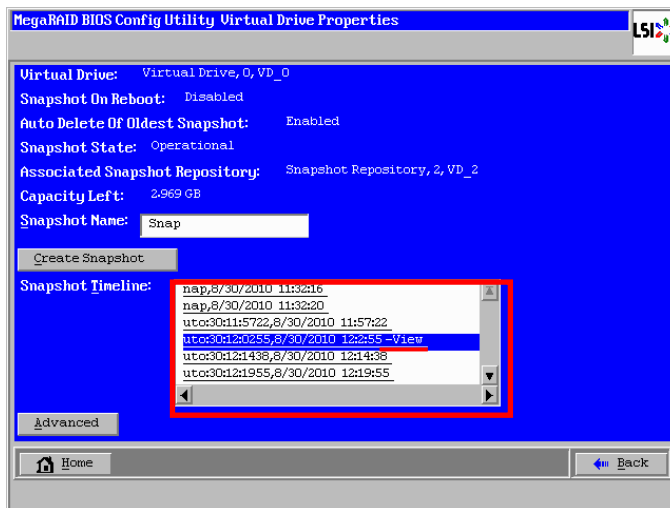 MegaRAID BIOS Config Utility Virtual Drive Properties
LSI
Virtual Drive: Virtual Drive, 0, VD_0
Snapshot On Reboot: Disabled
Auto Delete Of Oldest Snapshot: Enabled
Snapshot State: Operational
Associated Snapshot Repository: Snapshot Repository, 2, VD_2
Capacity Left: 2.969 GB
Snapshot Name: Snap
Create Snapshot
Snapshot Timeline:
nap,8/30/2010 11:32:16
nap,8/30/2010 11:32:20
uto:30:11:5722,8/30/2010 11:57:22
uto:30:12:0255,8/30/2010 12:2:55 -View
uto:30:12:1438,8/30/2010 12:14:38
uto:30:12:1955,8/30/2010 12:19:55
Advanced
Home
Back